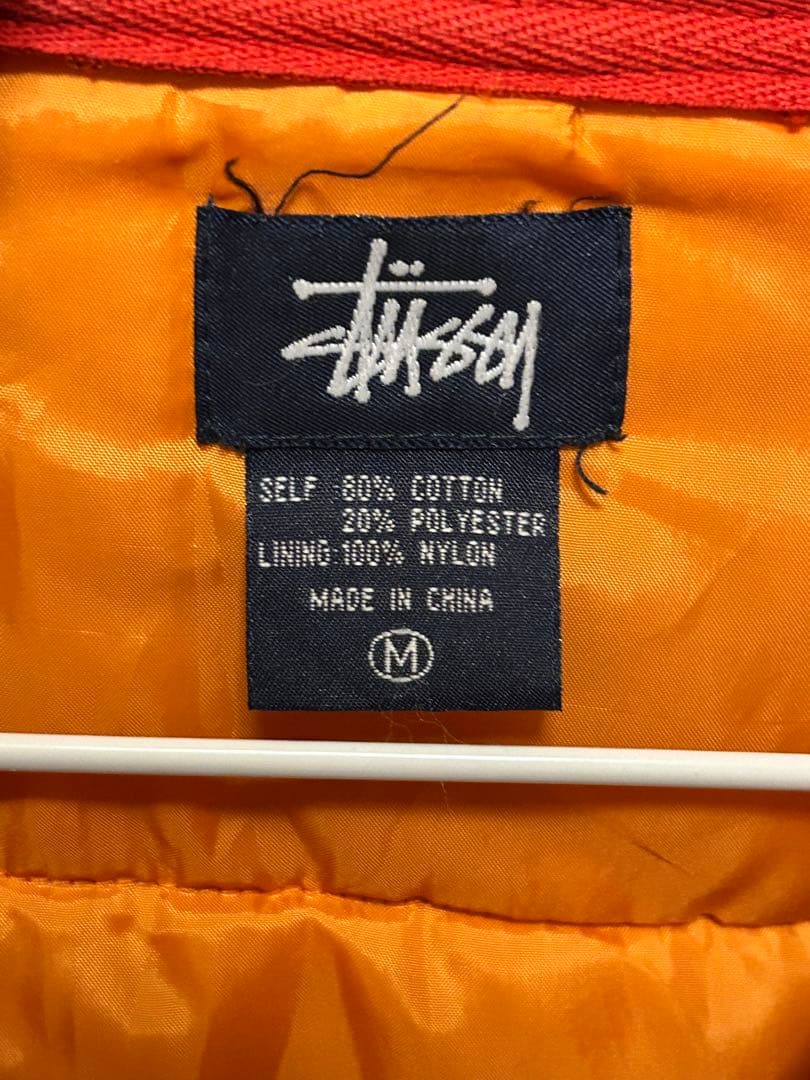 Stüssy
SELF 80% COTTON
20% POLYESTER
LINING 100% NYLON
MADE IN CHINA
M